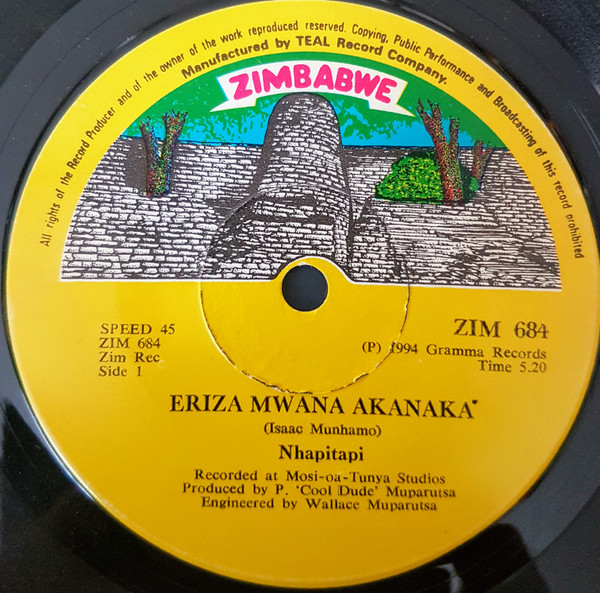 All rights of the Record Producer and of the owner of the work reproduced reserved. Copying, Public Performance and Broadcasting of this record prohibited
Manufactured by TEAL Record Company.
ZIMBABWE
SPEED 45
ZIM 684
Zim Rec
Side 1
ZIM 684
(P) 1994 Gramma Records
Time 5.20
ERIZA MWANA AKANAKA
(Isaac Munhamo)
Nhapitapi
Recorded at Mosi-oa-Tunya Studios
Produced by P. 'Cool Dude' Muparutsa
Engineered by Wallace Muparutsa